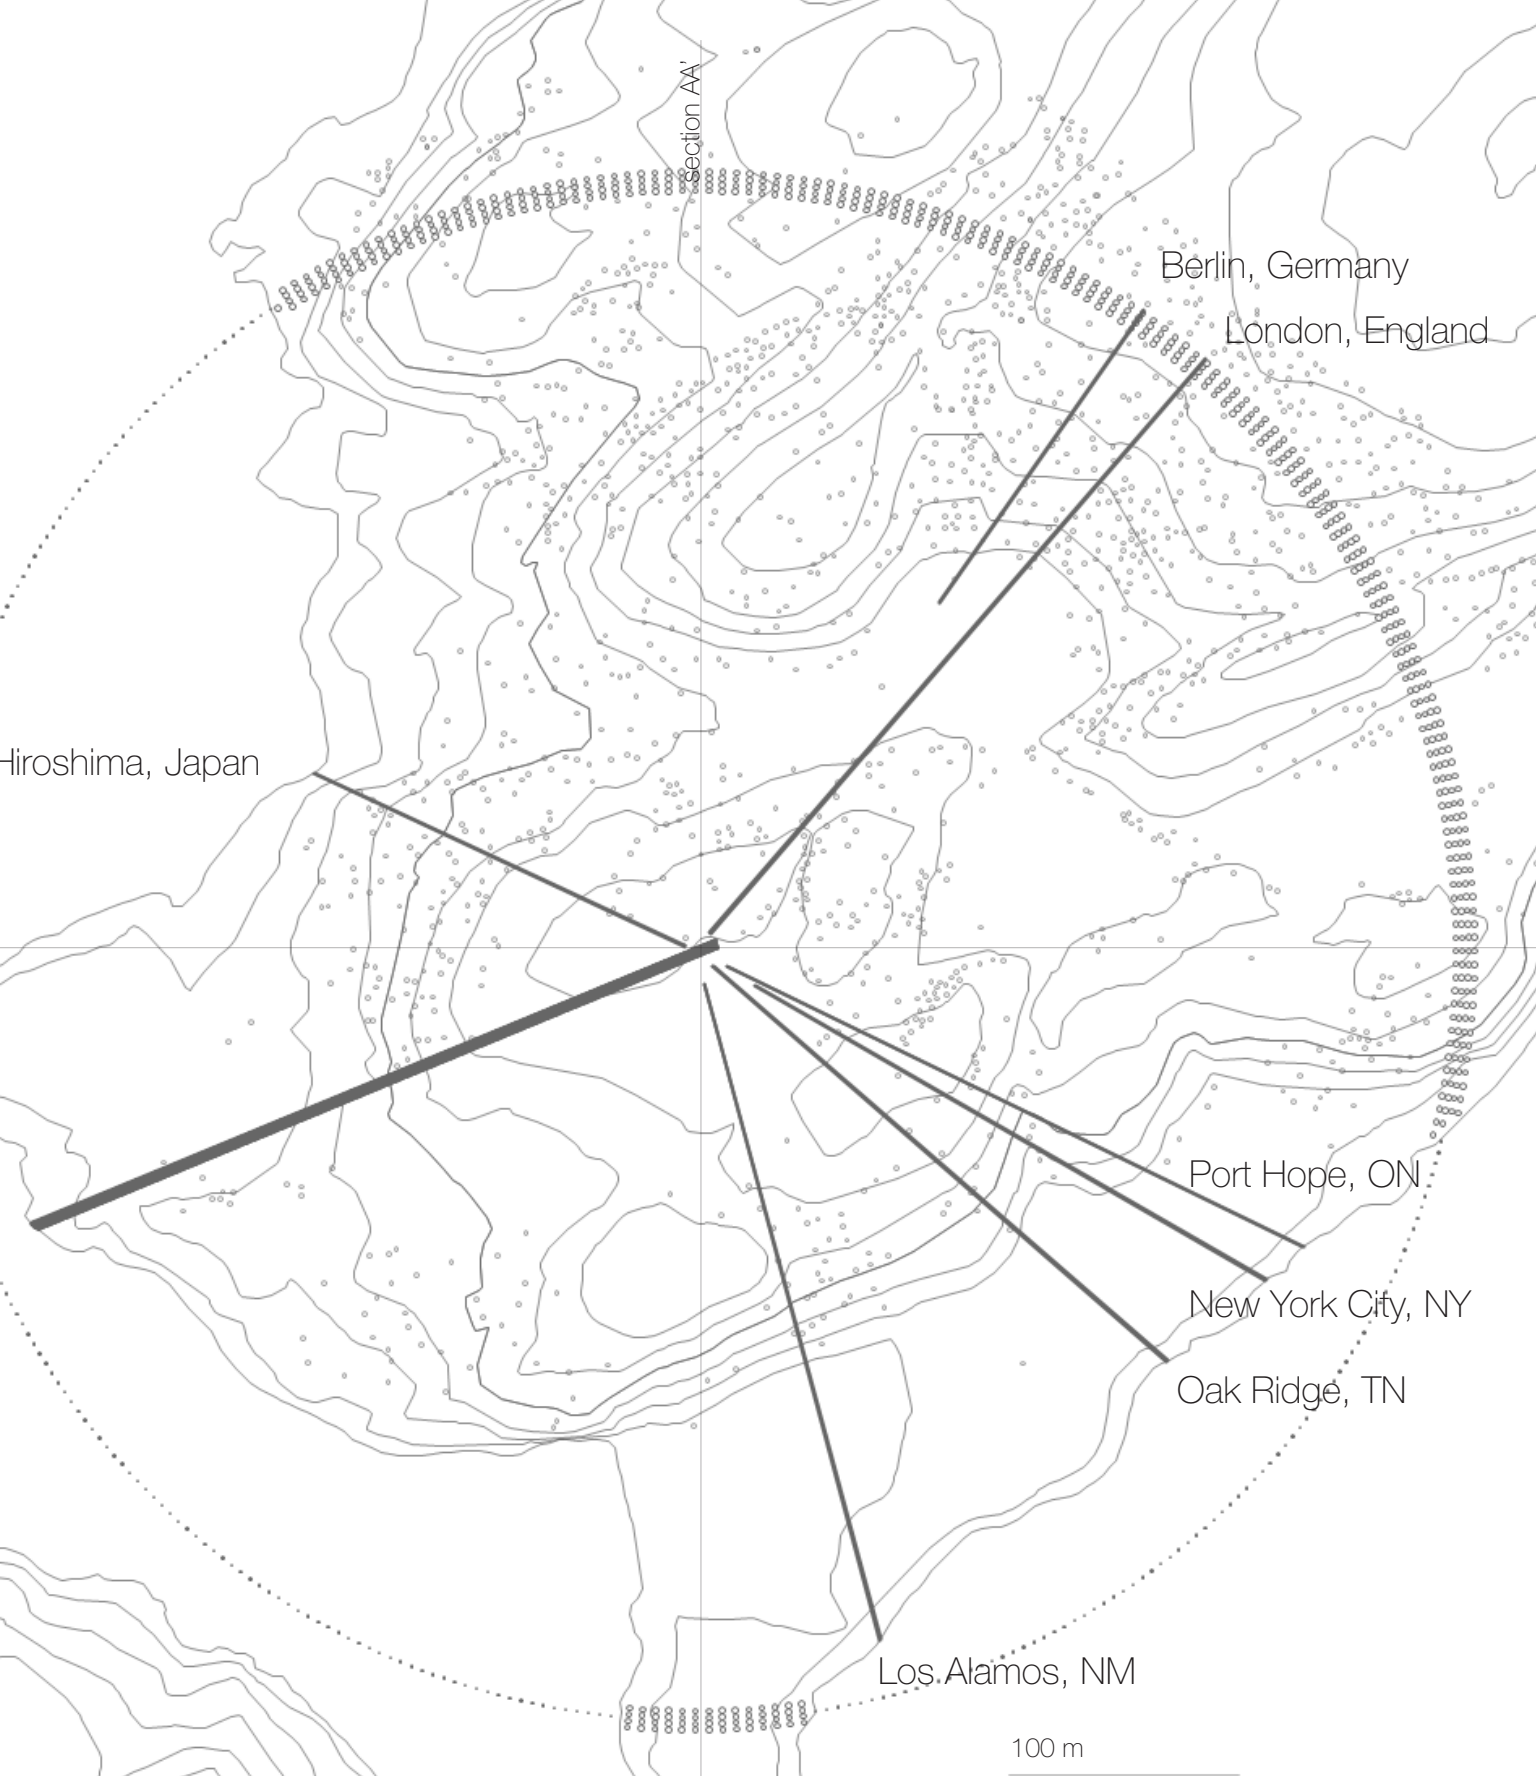 Section AA'
Berlin, Germany
London, England
Hiroshima, Japan
Port Hope, ON
New York City, NY
Oak Ridge, TN
Los Alamos, NM
100 m